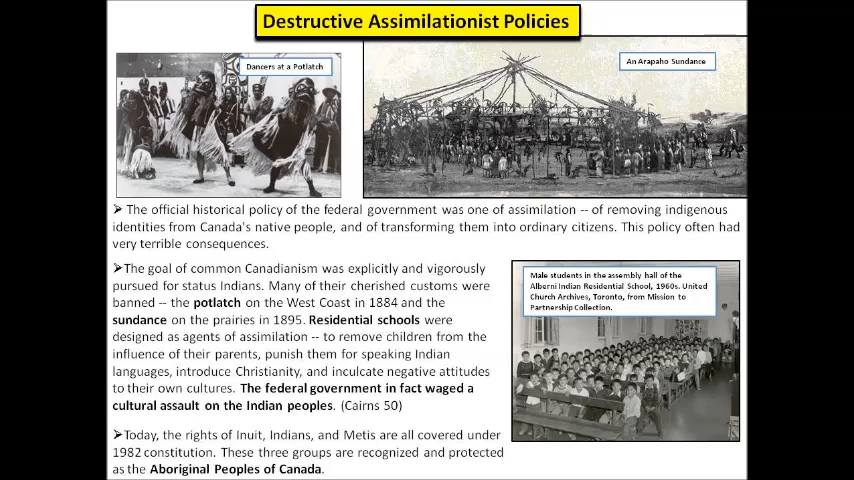 Destructive Assimilationist Policies
Dancers at a Potlatch
An Arapaho Sundance
➢ The official historical policy of the federal government was one of assimilation -- of removing indigenous
identities from Canada's native people, and of transforming them into ordinary citizens. This policy often had
very terrible consequences.
➢The goal of common Canadianism was explicitly and vigorously
pursued for status Indians. Many of their cherished customs were
banned -- the potlatch on the West Coast in 1884 and the
sundance on the prairies in 1895. Residential schools were
designed as agents of assimilation -- to remove children from the
influence of their parents, punish them for speaking Indian
languages, introduce Christianity, and inculcate negative attitudes
to their own cultures. The federal government in fact waged a
cultural assault on the Indian peoples. (Cairns 50)
Male students in the assembly hall of the
Alberni Indian Residential School, 1960s. United
Church Archives, Toronto, from Mission to
Partnership Collection.
➢Today, the rights of Inuit, Indians, and Metis are all covered under
1982 constitution. These three groups are recognized and protected
as the Aboriginal Peoples of Canada.